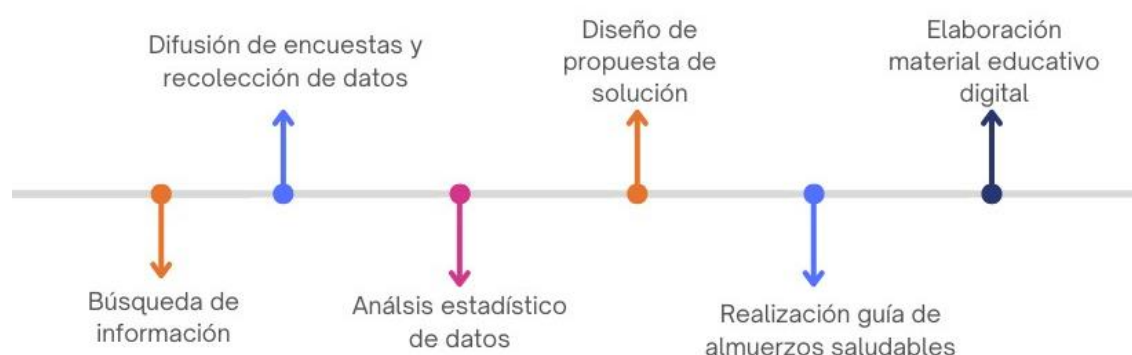 Difusión de encuestas y
recolección de datos
Diseño de
propuesta de
solución
Elaboración
material educativo
digital
Búsqueda de
información
Análsis estadístico
de datos
Realización guía de
almuerzos saludables